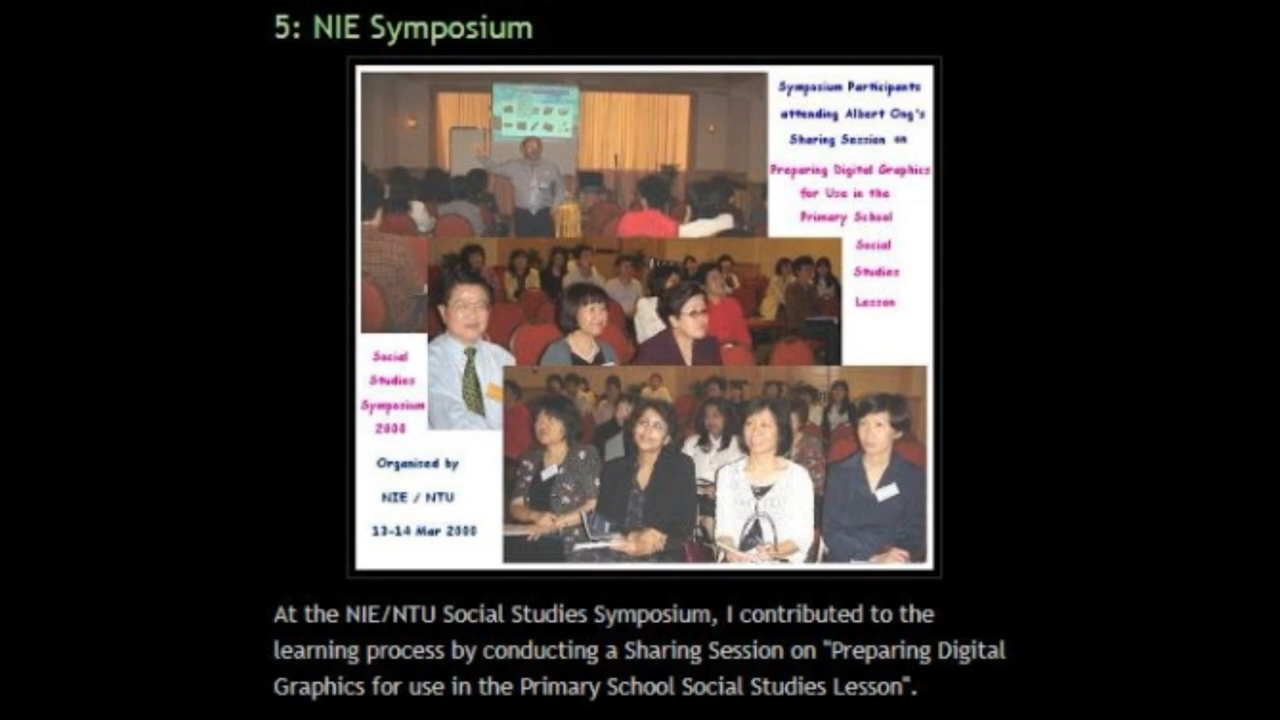 5: NIE Symposium
Symposium Participants
attending Albert Ong's
Sharing Session on
Preparing Digital Graphics
for Use in the
Primary School
Social
Studies
Lesson
Social
Studies
Symposium
2000
Organised by
NIE / NTU
13-14 Mar 2000
At the NIE/NTU Social Studies Symposium, I contributed to the
learning process by conducting a Sharing Session on "Preparing Digital
Graphics for use in the Primary School Social Studies Lesson".